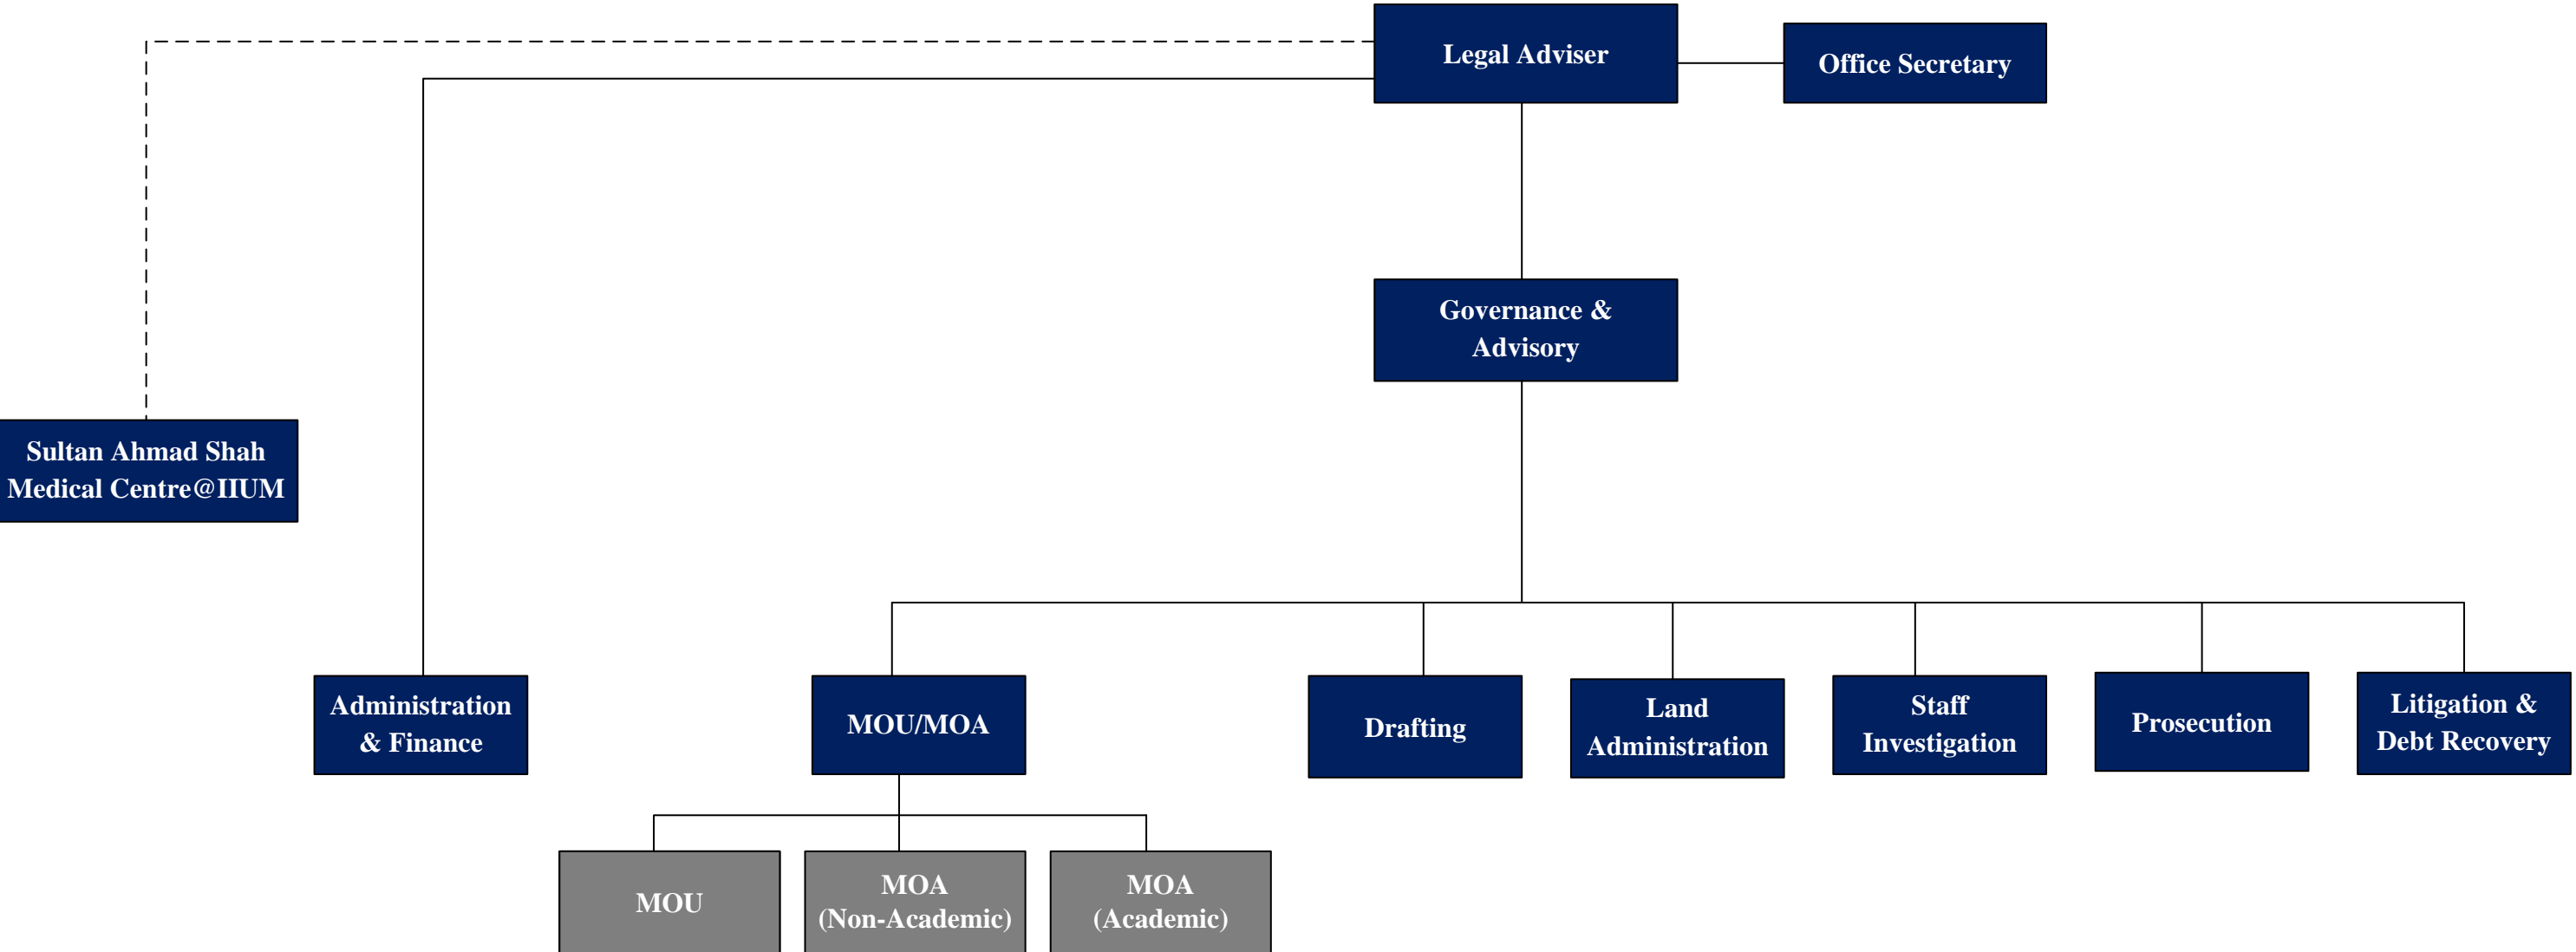 Legal Adviser
Office Secretary
Governance &
Advisory
Sultan Ahmad Shah
Medical Centre@IIUM
Administration
& Finance
MOU/MOA
Drafting
Land
Administration
Staff
Investigation
Prosecution
Litigation &
Debt Recovery
MOU
MOA
(Non-Academic)
MOA
(Academic)